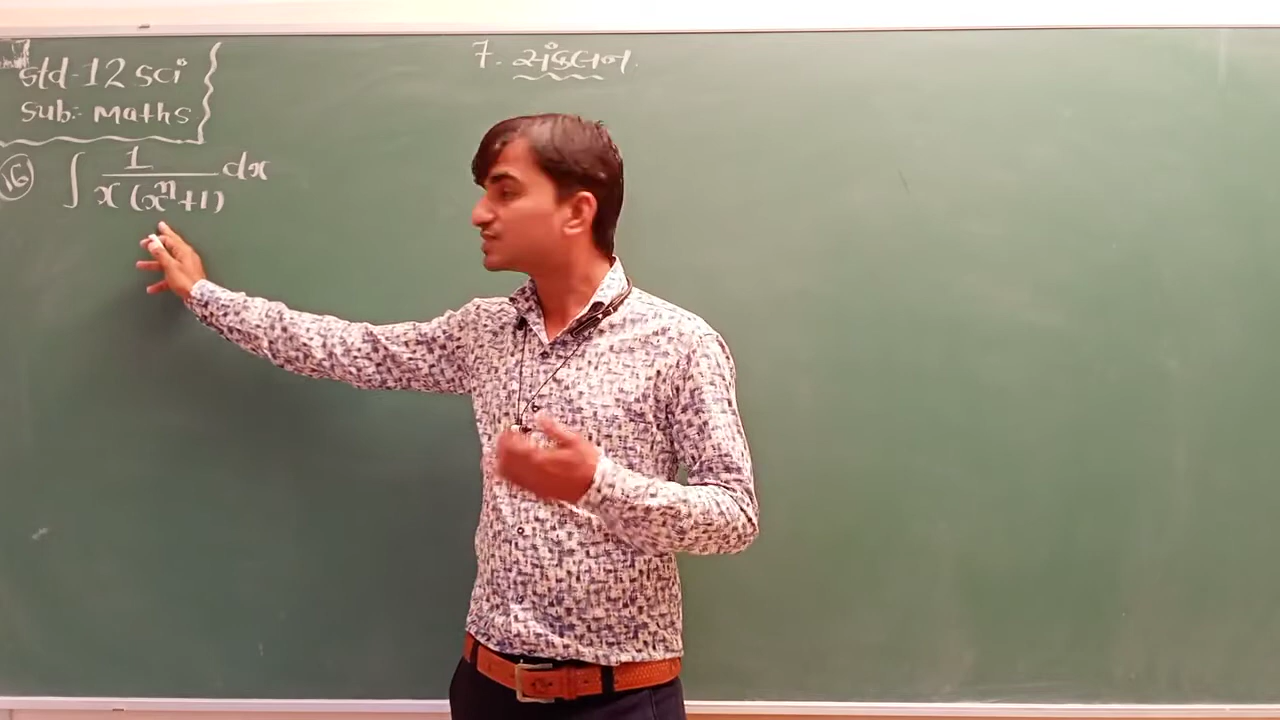 Std-12 sci
Sub:- Maths
7. સંકલન.
(16) ∫ 1/(x(xⁿ+1)) dx